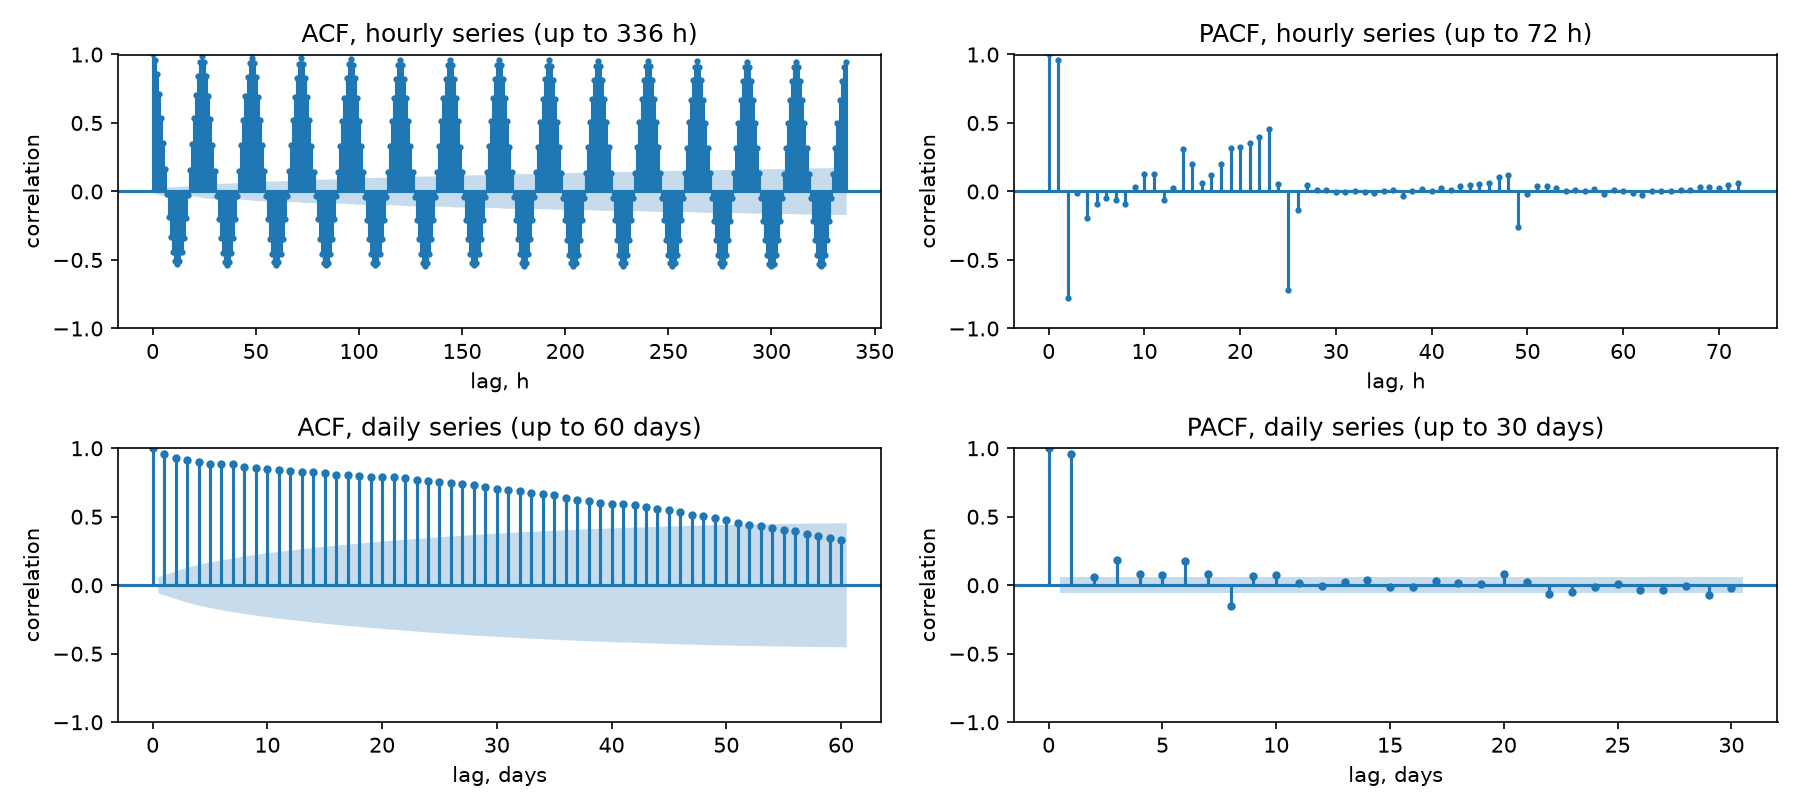 ACF, hourly series (up to 336 h)
1.0
0.5
0.0
−0.5
−1.0
correlation
0 50 100 150 200 250 300 350
lag, h
PACF, hourly series (up to 72 h)
1.0
0.5
0.0
−0.5
−1.0
correlation
0 10 20 30 40 50 60 70
lag, h
ACF, daily series (up to 60 days)
1.0
0.5
0.0
−0.5
−1.0
correlation
0 10 20 30 40 50 60
lag, days
PACF, daily series (up to 30 days)
1.0
0.5
0.0
−0.5
−1.0
correlation
0 5 10 15 20 25 30
lag, days